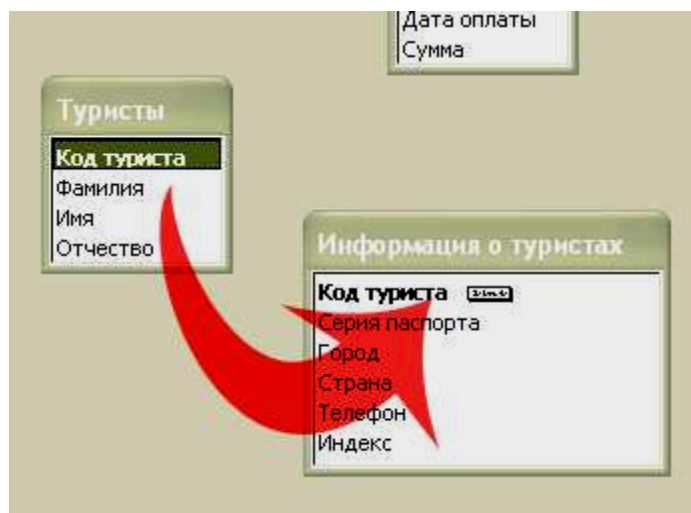 Дата оплаты
Сумма
Туристы
Код туриста
Фамилия
Имя
Отчество
Информация о туристах
Код туриста
Серия паспорта
Город
Страна
Телефон
Индекс